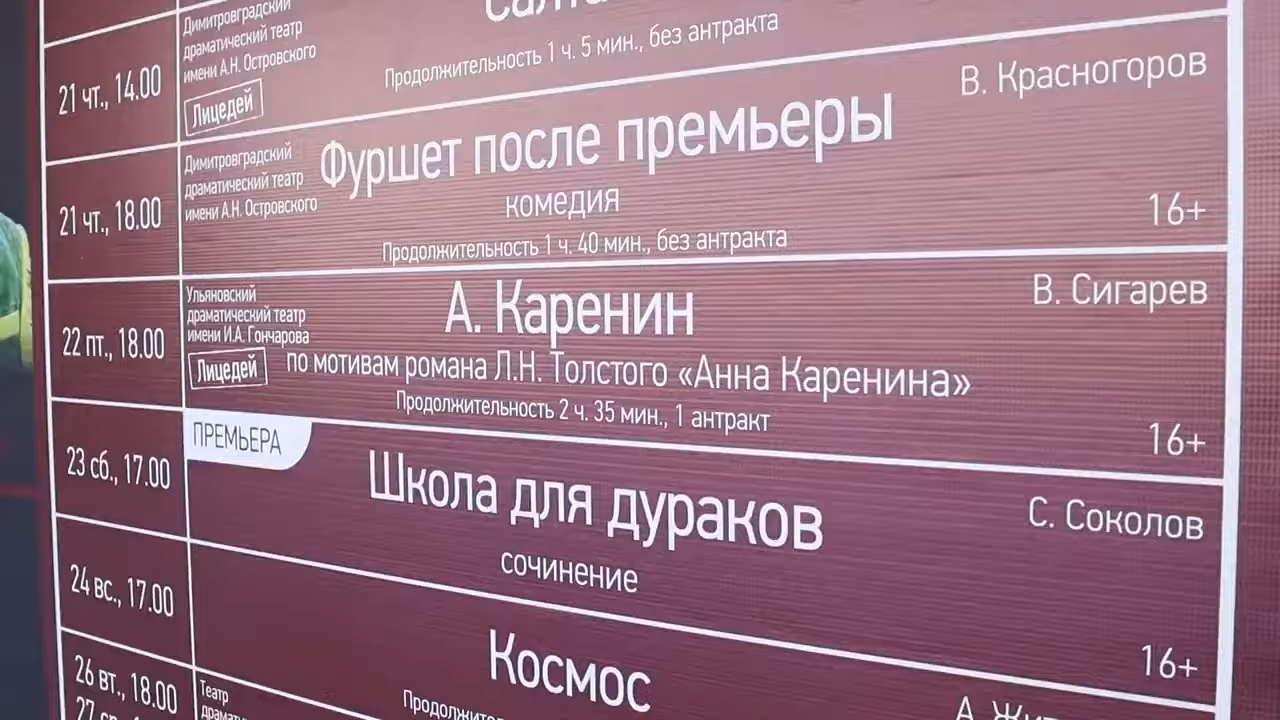 Димитровградский
драматический театр
имени А.Н. Островского
Лицедей
21 чт., 14.00
Продолжительность 1 ч. 5 мин., без антракта
21 чт., 18.00
Димитровградский
драматический театр
имени А.Н. Островского
Фуршет после премьеры
В. Красногоров
комедия
16+
Продолжительность 1 ч. 40 мин., без антракта
22 пт., 18.00
Ульяновский
драматический театр
имени И.А. Гончарова
Лицедей
А. Каренин
В. Сигарев
по мотивам романа Л.Н. Толстого «Анна Каренина»
Продолжительность 2 ч. 35 мин., 1 антракт
16+
23 сб., 17.00
ПРЕМЬЕРА
Школа для дураков
С. Соколов
сочинение
24 вс., 17.00
16+
26 вт., 18.00
Театр
Космос